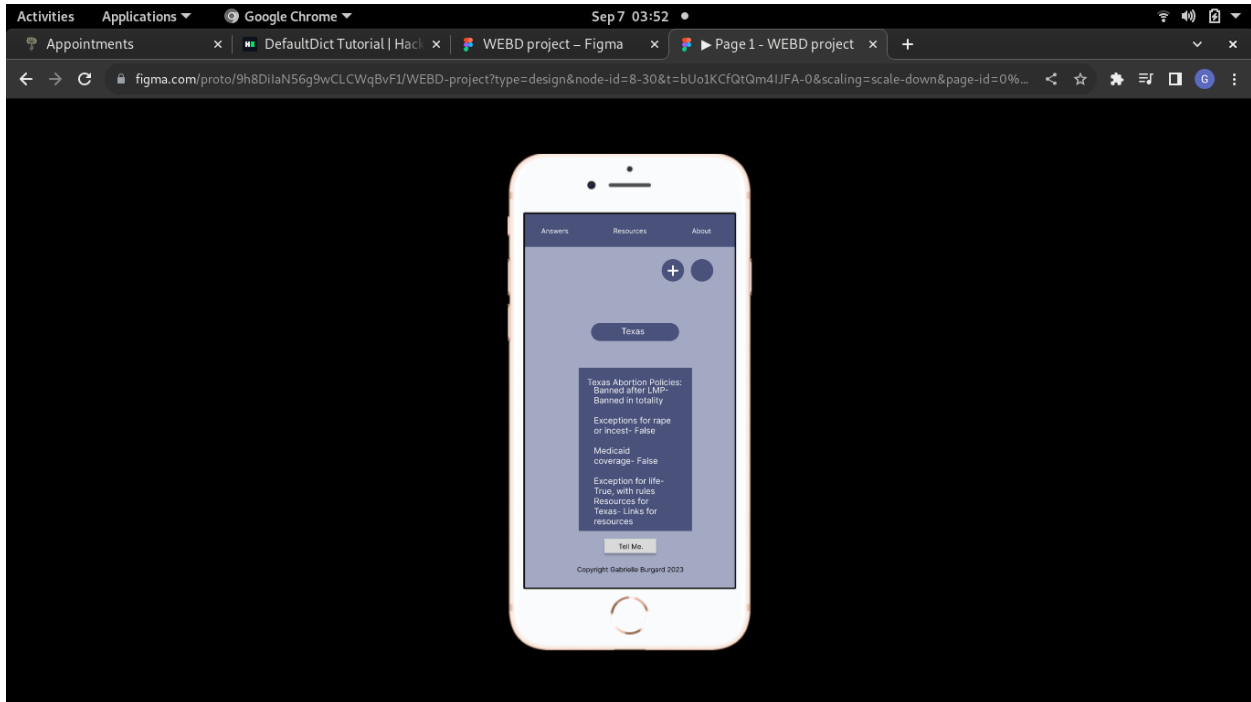 Activities Applications Google Chrome Sep 7 03:52
Appointments DefaultDict Tutorial | Hack WEBD project – Figma ▶ Page 1 - WEBD project
figma.com/proto/9h8DiIaN56g9wCLCWqBvF1/WEBD-project?type=design&node-id=8-30&t=bUo1KCfQtQm4IJFA-0&scaling=scale-down&page-id=0%... G
Answers Resources About
Texas
Texas Abortion Policies:
Banned after LMP-
Banned in totality
Exceptions for rape
or incest- False
Medicaid
coverage- False
Exception for life-
True, with rules
Resources for
Texas- Links for
resources
Tell Me.
Copyright Gabrielle Burgard 2023